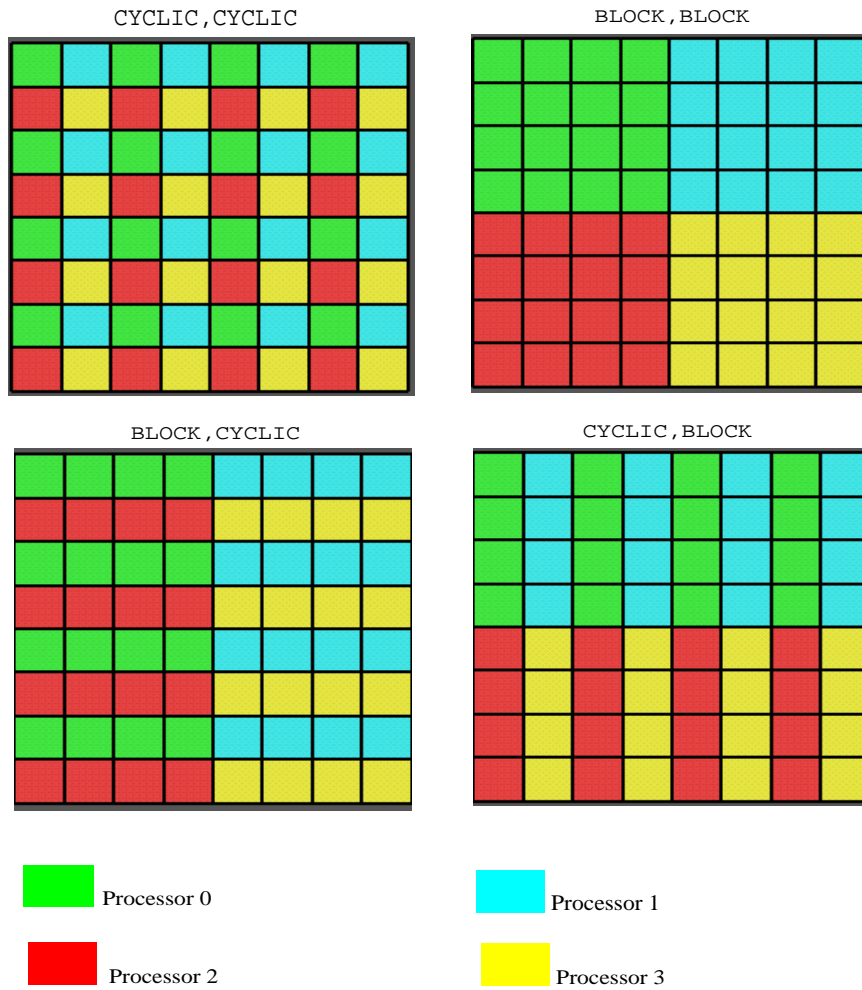 CYCLIC,CYCLIC
BLOCK,BLOCK
BLOCK,CYCLIC
CYCLIC,BLOCK
Processor 0
Processor 1
Processor 2
Processor 3